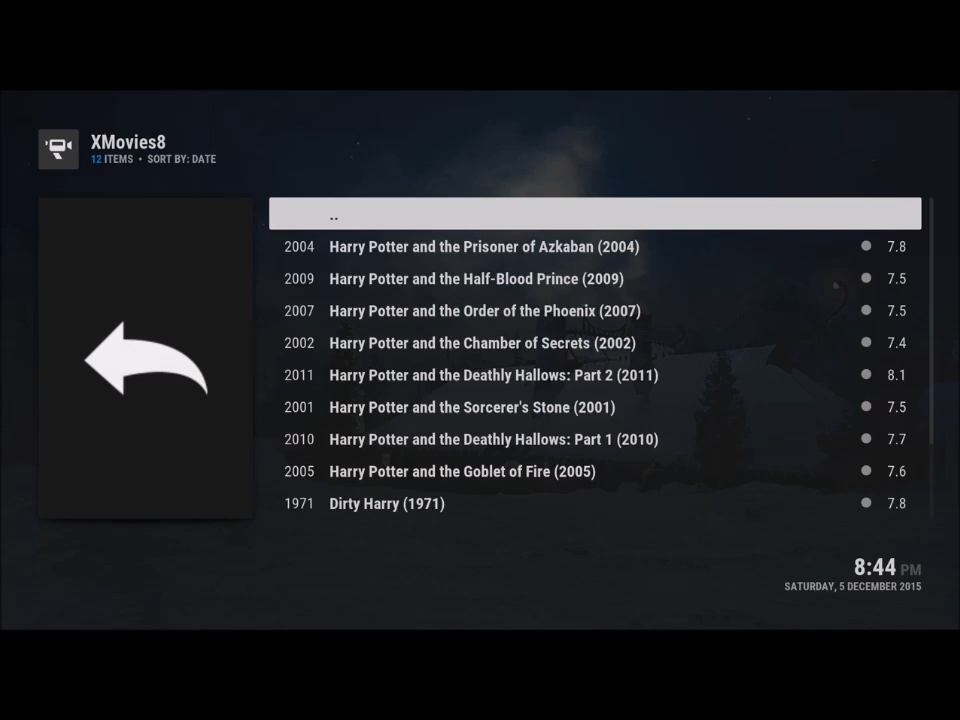 XMovies8
12 ITEMS • SORT BY: DATE
..
2004 Harry Potter and the Prisoner of Azkaban (2004) 7.8
2009 Harry Potter and the Half-Blood Prince (2009) 7.5
2007 Harry Potter and the Order of the Phoenix (2007) 7.5
2002 Harry Potter and the Chamber of Secrets (2002) 7.4
2011 Harry Potter and the Deathly Hallows: Part 2 (2011) 8.1
2001 Harry Potter and the Sorcerer's Stone (2001) 7.5
2010 Harry Potter and the Deathly Hallows: Part 1 (2010) 7.7
2005 Harry Potter and the Goblet of Fire (2005) 7.6
1971 Dirty Harry (1971) 7.8
8:44 PM
SATURDAY, 5 DECEMBER 2015